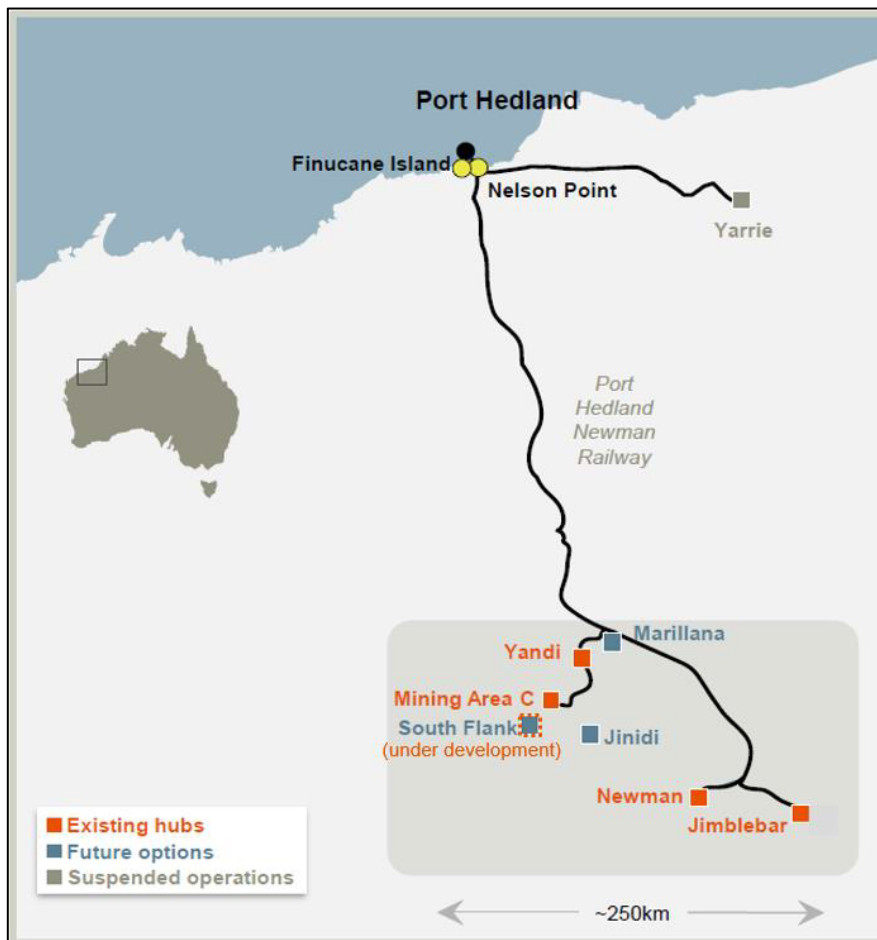 Port Hedland
Finucane Island
Nelson Point
Yarrie
Port
Hedland
Newman
Railway
Marillana
Yandi
Mining Area C
South Flank
(under development)
Jinidi
Newman
Jimblebar
Existing hubs
Future options
Suspended operations
~250km